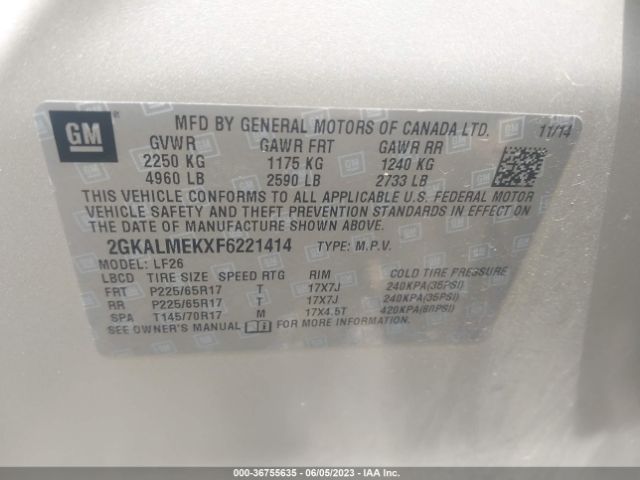 GM
MFD BY GENERAL MOTORS OF CANADA LTD. 11/14
GVWR GAWR FRT GAWR RR
2250 KG 1175 KG 1240 KG
4960 LB 2590 LB 2733 LB
THIS VEHICLE CONFORMS TO ALL APPLICABLE U.S. FEDERAL MOTOR
VEHICLE SAFETY AND THEFT PREVENTION STANDARDS IN EFFECT ON
THE DATE OF MANUFACTURE SHOWN ABOVE.
2GKALMEKXF6221414 TYPE: M.P.V.
MODEL: LF26
LBCD TIRE SIZE SPEED RTG RIM COLD TIRE PRESSURE
FRT P225/65R17 T 17X7J 240KPA(35PSI)
RR P225/65R17 T 17X7J 240KPA(35PSI)
SPA T145/70R17 M 17X4.5T 420KPA(60PSI)
SEE OWNER'S MANUAL FOR MORE INFORMATION.
000-36755635 - 06/05/2023 - IAA Inc.